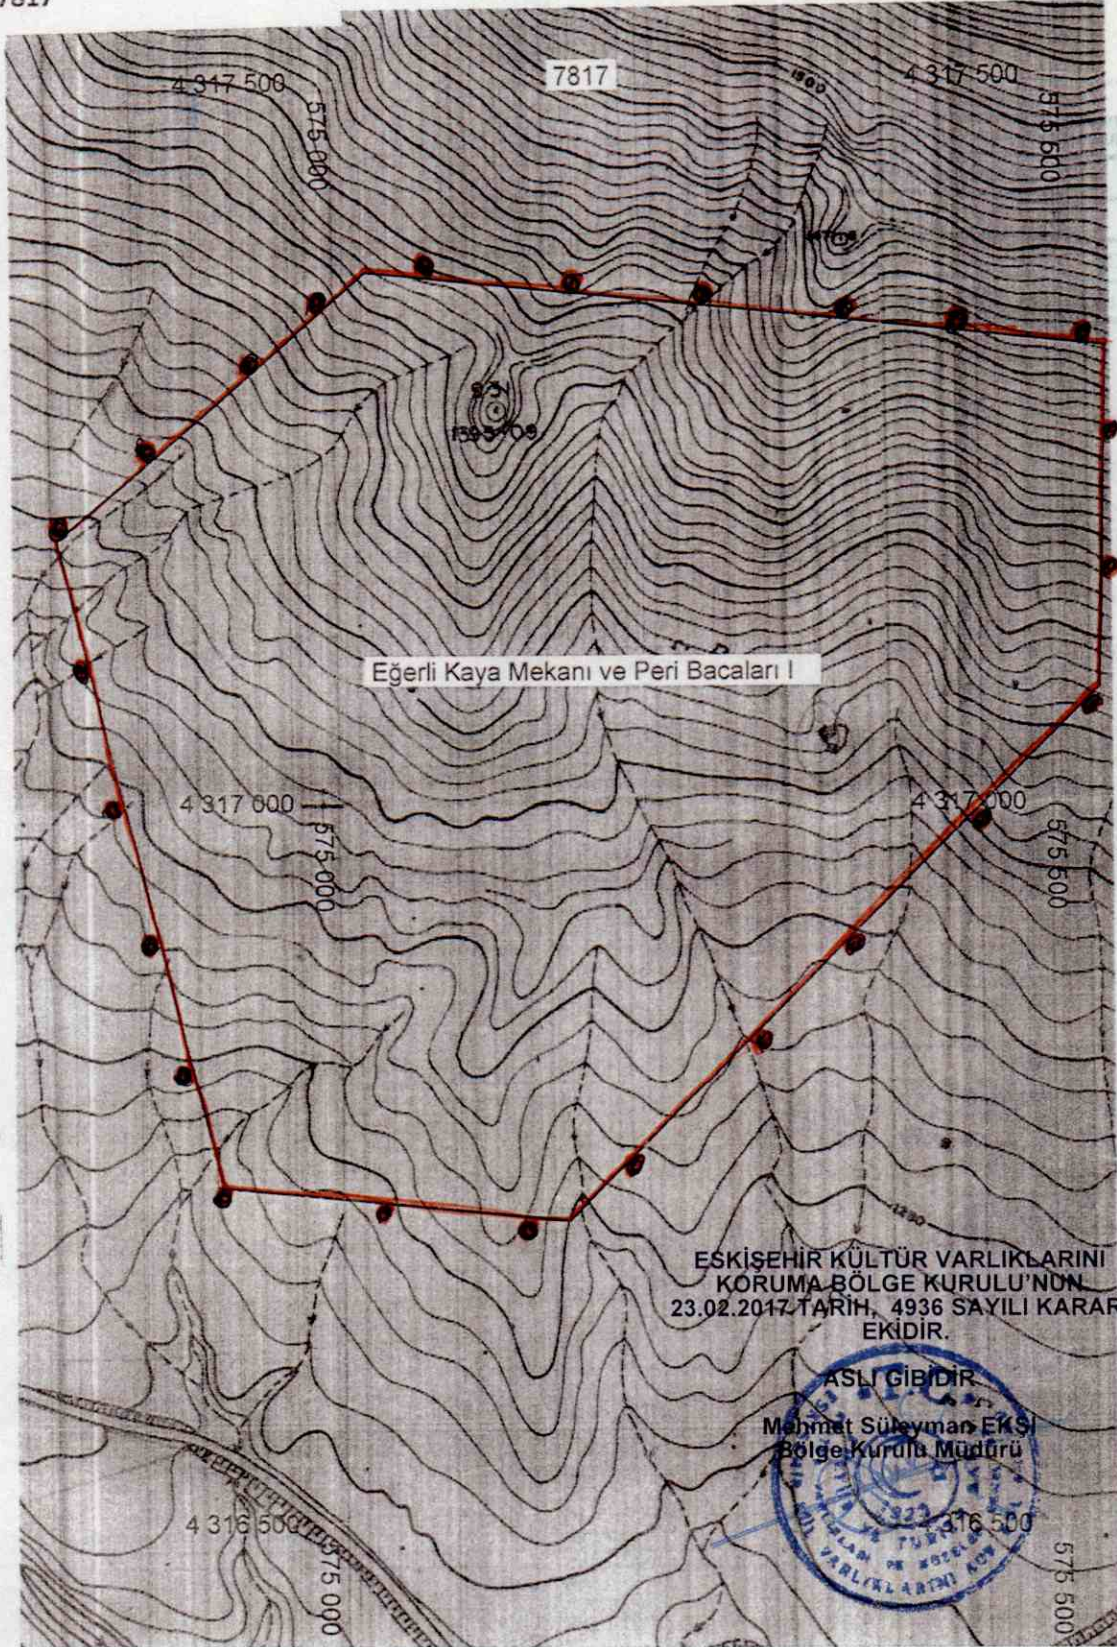 7817
4 317 500
7817
4 317 500
575 000
575 500
1500
Eğerli Kaya Mekanı ve Peri Bacaları I
4 317 000
4 317 000
575 000
575 500
1250
ESKİŞEHİR KÜLTÜR VARLIKLARINI
KORUMA BÖLGE KURULU'NUN
23.02.2017 TARİH, 4936 SAYILI KARAR
EKİDİR.
ASLI GİBİDİR
Mehmet Süleyman EKŞİ
Bölge Kurulu Müdürü
4 316 500
4 316 500
575 000
575 500